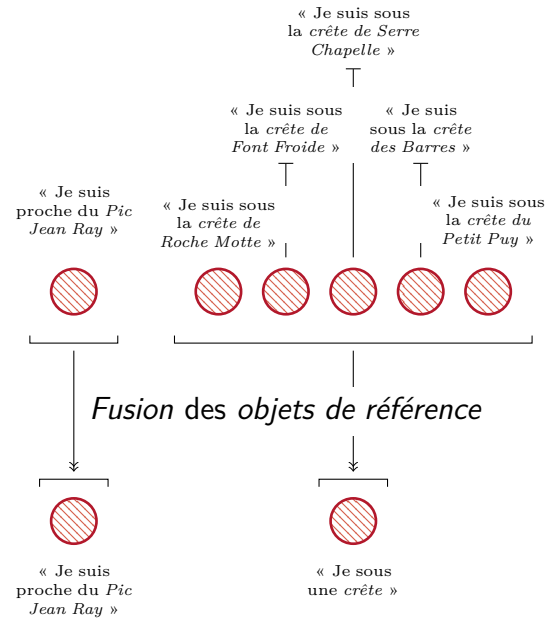 « Je suis sous
la crête de Serre
Chapelle »
« Je suis sous
la crête de
Font Froide »
« Je suis
sous la crête
des Barres »
« Je suis
proche du Pic
Jean Ray »
« Je suis sous
la crête de
Roche Motte »
« Je suis sous
la crête du
Petit Puy »
Fusion des objets de référence
« Je suis
proche du Pic
Jean Ray »
« Je sous
une crête »